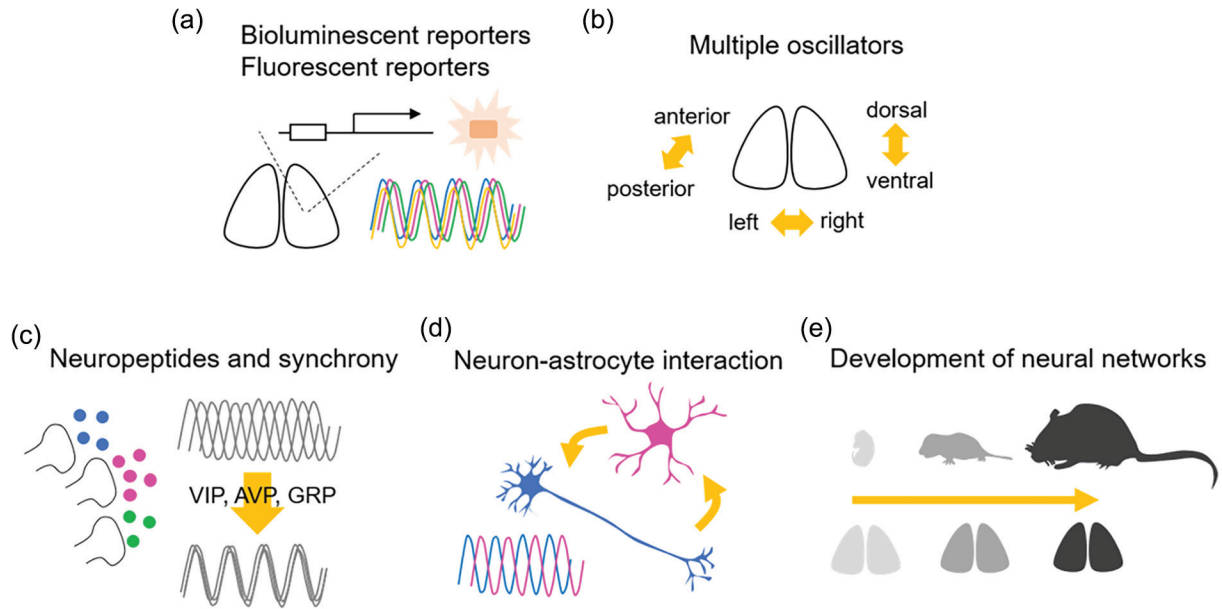 (a)
Bioluminescent reporters
Fluorescent reporters
(b)
Multiple oscillators
anterior
posterior
dorsal
ventral
left
right
(c)
Neuropeptides and synchrony
VIP, AVP, GRP
(d)
Neuron-astrocyte interaction
(e)
Development of neural networks